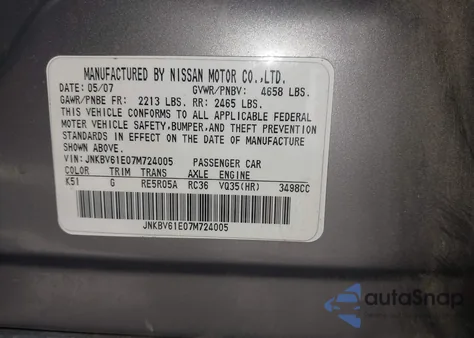 MANUFACTURED BY NISSAN MOTOR CO.,LTD.
DATE: 05/07 GVWR/PNBV: 4658 LBS.
GAWR/PNBE FR: 2213 LBS. RR: 2465 LBS.
THIS VEHICLE CONFORMS TO ALL APPLICABLE FEDERAL
MOTOR VEHICLE SAFETY,BUMPER,AND THEFT PREVENTION
STANDARDS IN EFFECT ON THE DATE OF MANUFACTURE
SHOWN ABOVE.
VIN: JNKBV61E07M724005 PASSENGER CAR
COLOR TRIM TRANS AXLE ENGINE
K51 G RE5R05A RC36 VQ35(HR) 3498CC
JNKBV61E07M724005
autoSnap